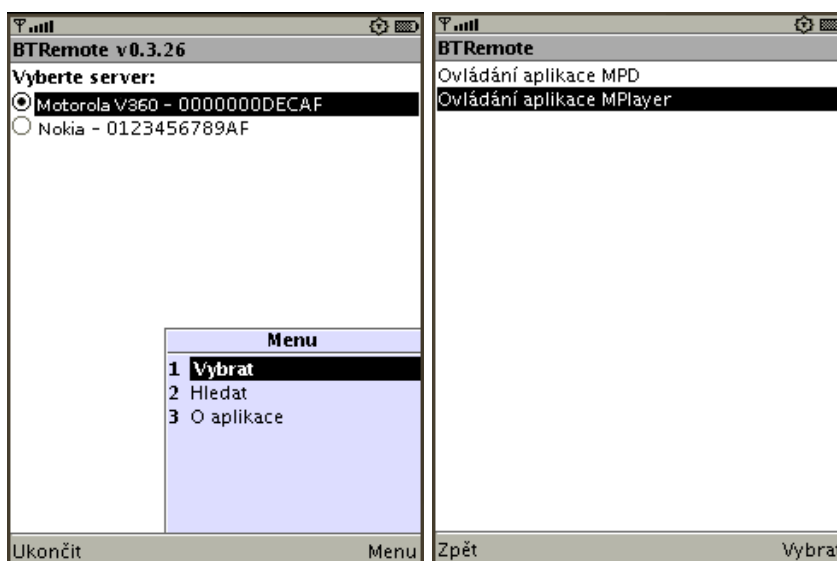 BTRemote v0.3.26
Vyberte server:
Motorola V360 - 0000000DECAF
Nokia - 0123456789AF
Menu
1 Vybrat
2 Hledat
3 O aplikace
Ukončit
Menu
BTRemote
Ovládání aplikace MPD
Ovládání aplikace MPlayer
Zpět
Vybrat